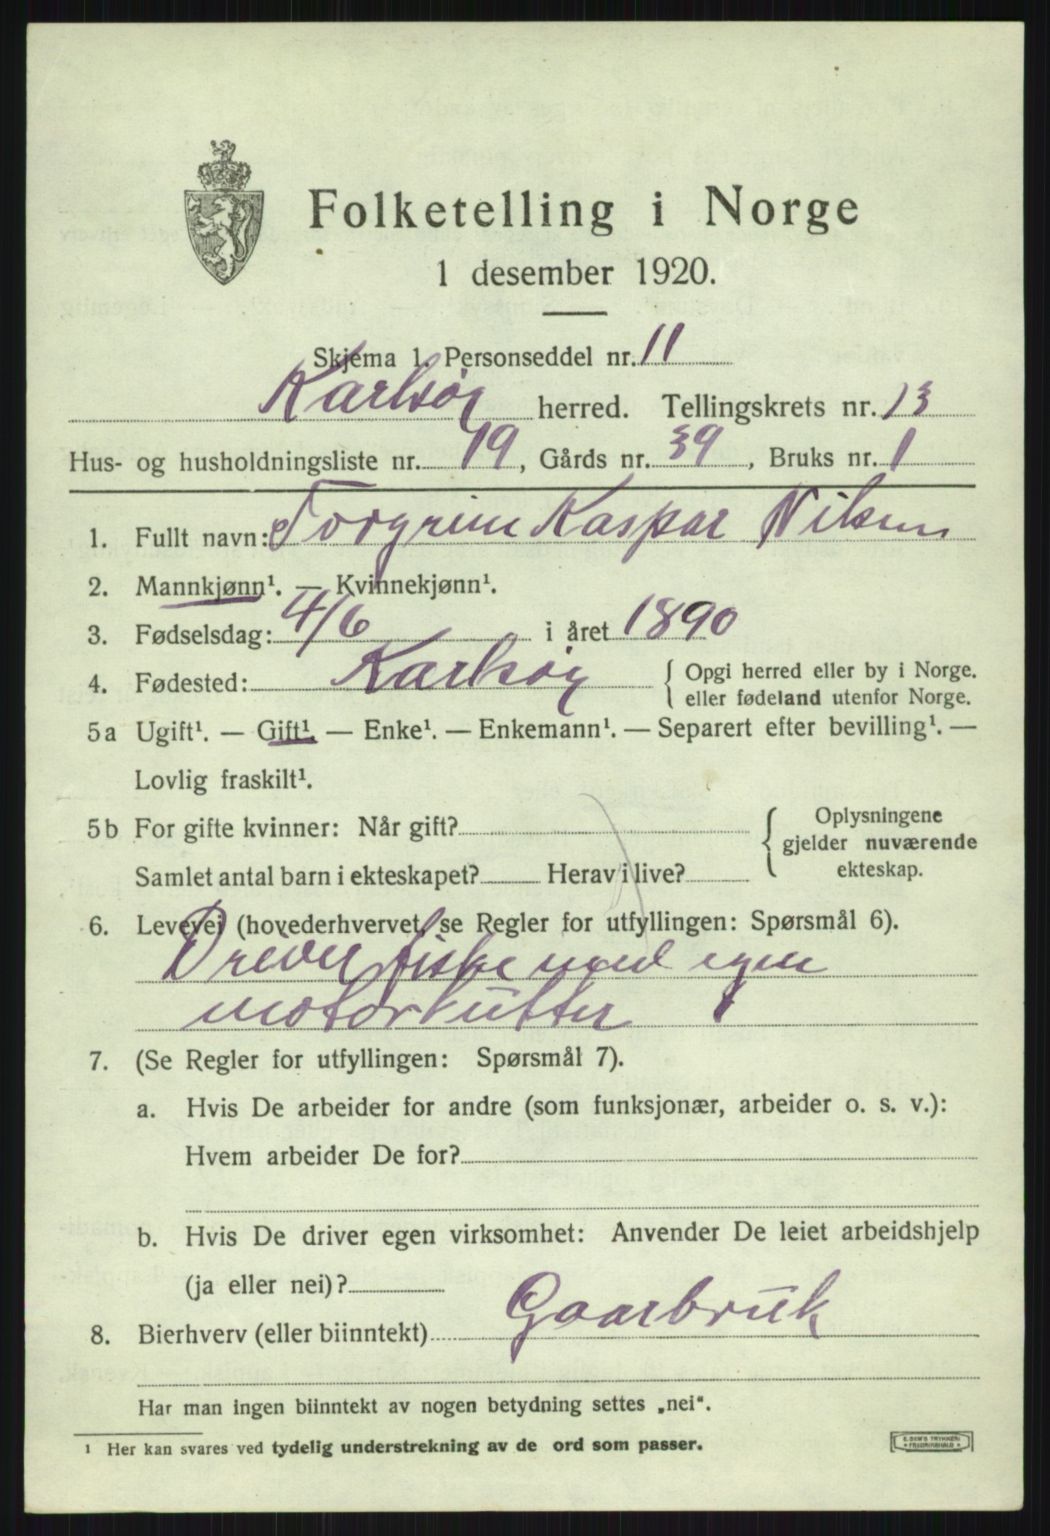 Folketelling i Norge
1 desember 1920.
Skjema 1. Personseddel nr. 11
Karlsøy herred. Tellingskrets nr. 13
Hus- og husholdningsliste nr. 19, Gårds nr. 39, Bruks nr. 1
1. Fullt navn: Torgrim Kaspar Nilsen
2. Mannkjønn¹. — Kvinnekjønn¹.
3. Fødselsdag: 4/6 i året 1890
4. Fødested: Karlsøy { Opgi herred eller by i Norge.
eller fødeland utenfor Norge.
5a Ugift¹. — Gift¹ — Enke¹. — Enkemann¹. — Separert efter bevilling¹. —
Lovlig fraskilt¹.
5b For gifte kvinner: Når gift?
Samlet antal barn i ekteskapet? Herav i live?
{ Oplysningene
gjelder nuværende
ekteskap.
6. Levevei (hovederhvervet, se Regler for utfyllingen: Spørsmål 6).
Driver fiske med egen
motorkutter
7. (Se Regler for utfyllingen: Spørsmål 7).
a. Hvis De arbeider for andre (som funksjonær, arbeider o. s. v.):
Hvem arbeider De for?
b. Hvis De driver egen virksomhet: Anvender De leiet arbeidshjelp
(ja eller nei)?
8. Bierhverv (eller biinntekt) Gaarbruk
Har man ingen biinntekt av nogen betydning settes „nei".
¹ Her kan svares ved tydelig understrekning av de ord som passer.